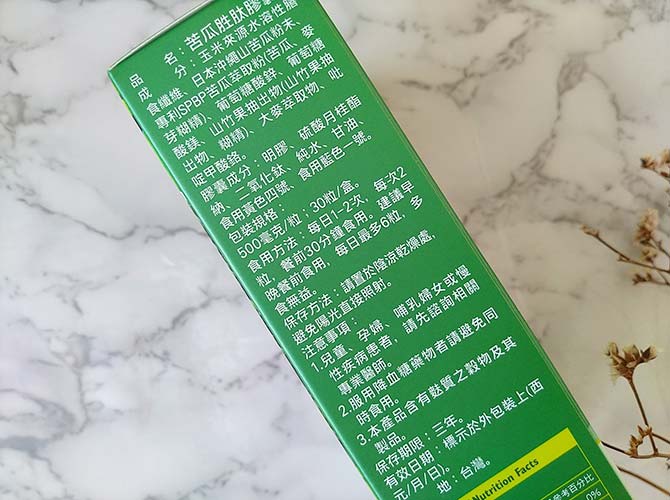 品　名：苦瓜胜肽膠
成　分：玉米來源水溶性膳
食纖維、日本沖繩山苦瓜粉末、
專利SPBP苦瓜萃取粉(苦瓜、麥
芽糊精)、葡萄糖酸鋅、葡萄糖
酸鎂、山竹果抽出物(山竹果抽
出物、糊精)、大麥萃取物、吡
啶甲酸鉻。
膠囊成分：明膠、硫酸月桂酯
鈉、二氧化鈦、純水、甘油、
食用黃色四號、食用藍色一號。
包裝規格：
500毫克/粒；30粒/盒。
食用方法：每日1-2次，每次2
粒，餐前30分鐘食用。建議早
晚餐前食用，每日最多6粒，多
食無益。
保存方法：請置於陰涼乾燥處，
避免陽光直接照射。
注意事項：
1.兒童、孕婦、哺乳婦女或慢
性疾病患者，請先諮詢相關
專業醫師。
2.服用降血糖藥物者請避免同
時食用。
3.本產品含有麩質之穀物及其
製品。
保存期限：三年。
有效日期：標示於外包裝上(西
元/月/日)。
地：台灣。
Nutrition Facts
考百分比
0%